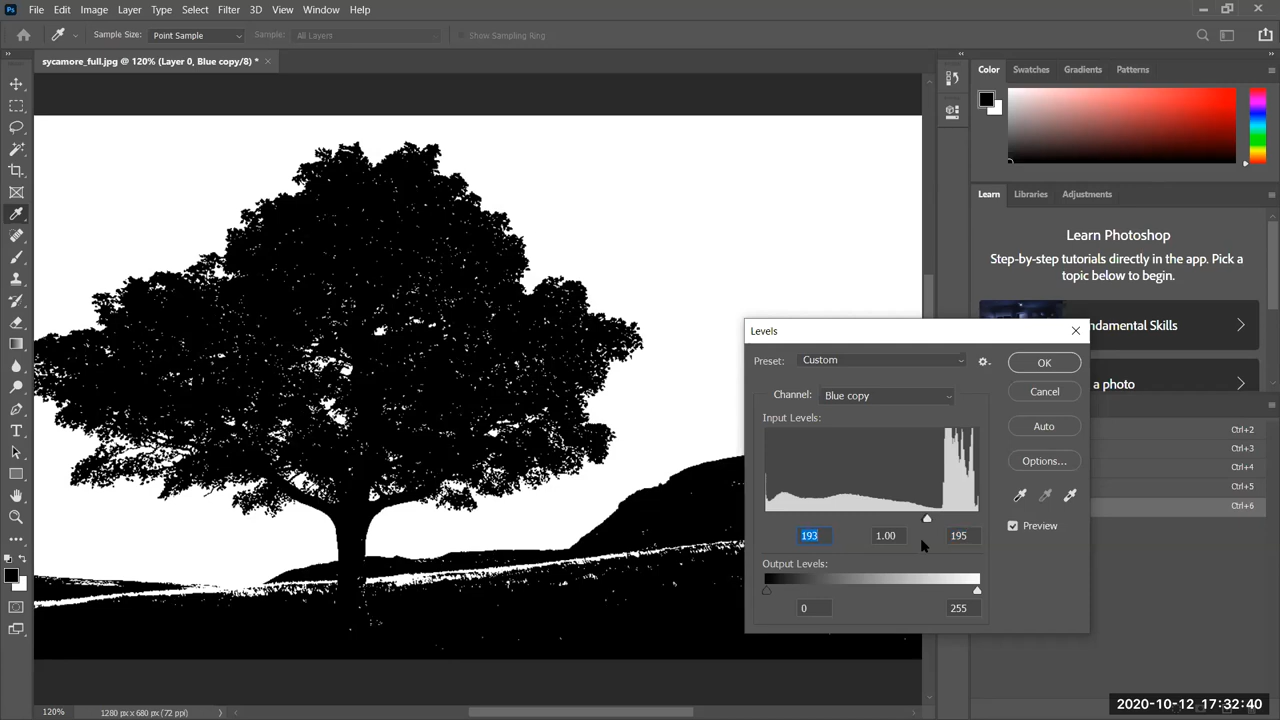 Ps File Edit Image Layer Type Select Filter 3D View Window Help
Sample Size: Point Sample Sample: All Layers Show Sampling Ring
sycamore_full.jpg @ 120% (Layer 0, Blue copy/8) *
Color Swatches Gradients Patterns
Learn Libraries Adjustments
Learn Photoshop
Step-by-step tutorials directly in the app. Pick a
topic below to begin.
ndamental Skills
a photo
Levels
Preset: Custom
OK
Channel: Blue copy
Cancel
Input Levels:
Auto
Options...
193 1.00 195
Preview
Output Levels:
0 255
Ctrl+2
Ctrl+3
Ctrl+4
Ctrl+5
Ctrl+6
120% 1280 px x 680 px (72 ppi)
2020-10-12 17:32:40